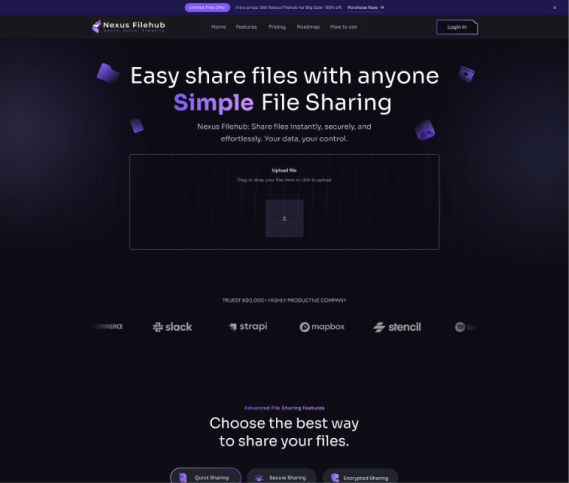 Limited Time Offer Intro price. Get Nexus Filehub for Big Sale -95% off. Purchase Now →
Nexus Filehub
Share, Store, Simplify
Home Features Pricing Roadmap How to use
Login In
Easy share files with anyone
Simple File Sharing
Nexus Filehub: Share files instantly, securely, and
effortlessly. Your data, your control.
Upload file
Drag or drop your files here or click to upload
TRUEST 890,000+ HIGHLY PRODUCTIVE COMPANY
slack strapi mapbox stencil
Advanced File Sharing Features
Choose the best way
to share your files.
Quick Sharing Secure Sharing Encrypted Sharing